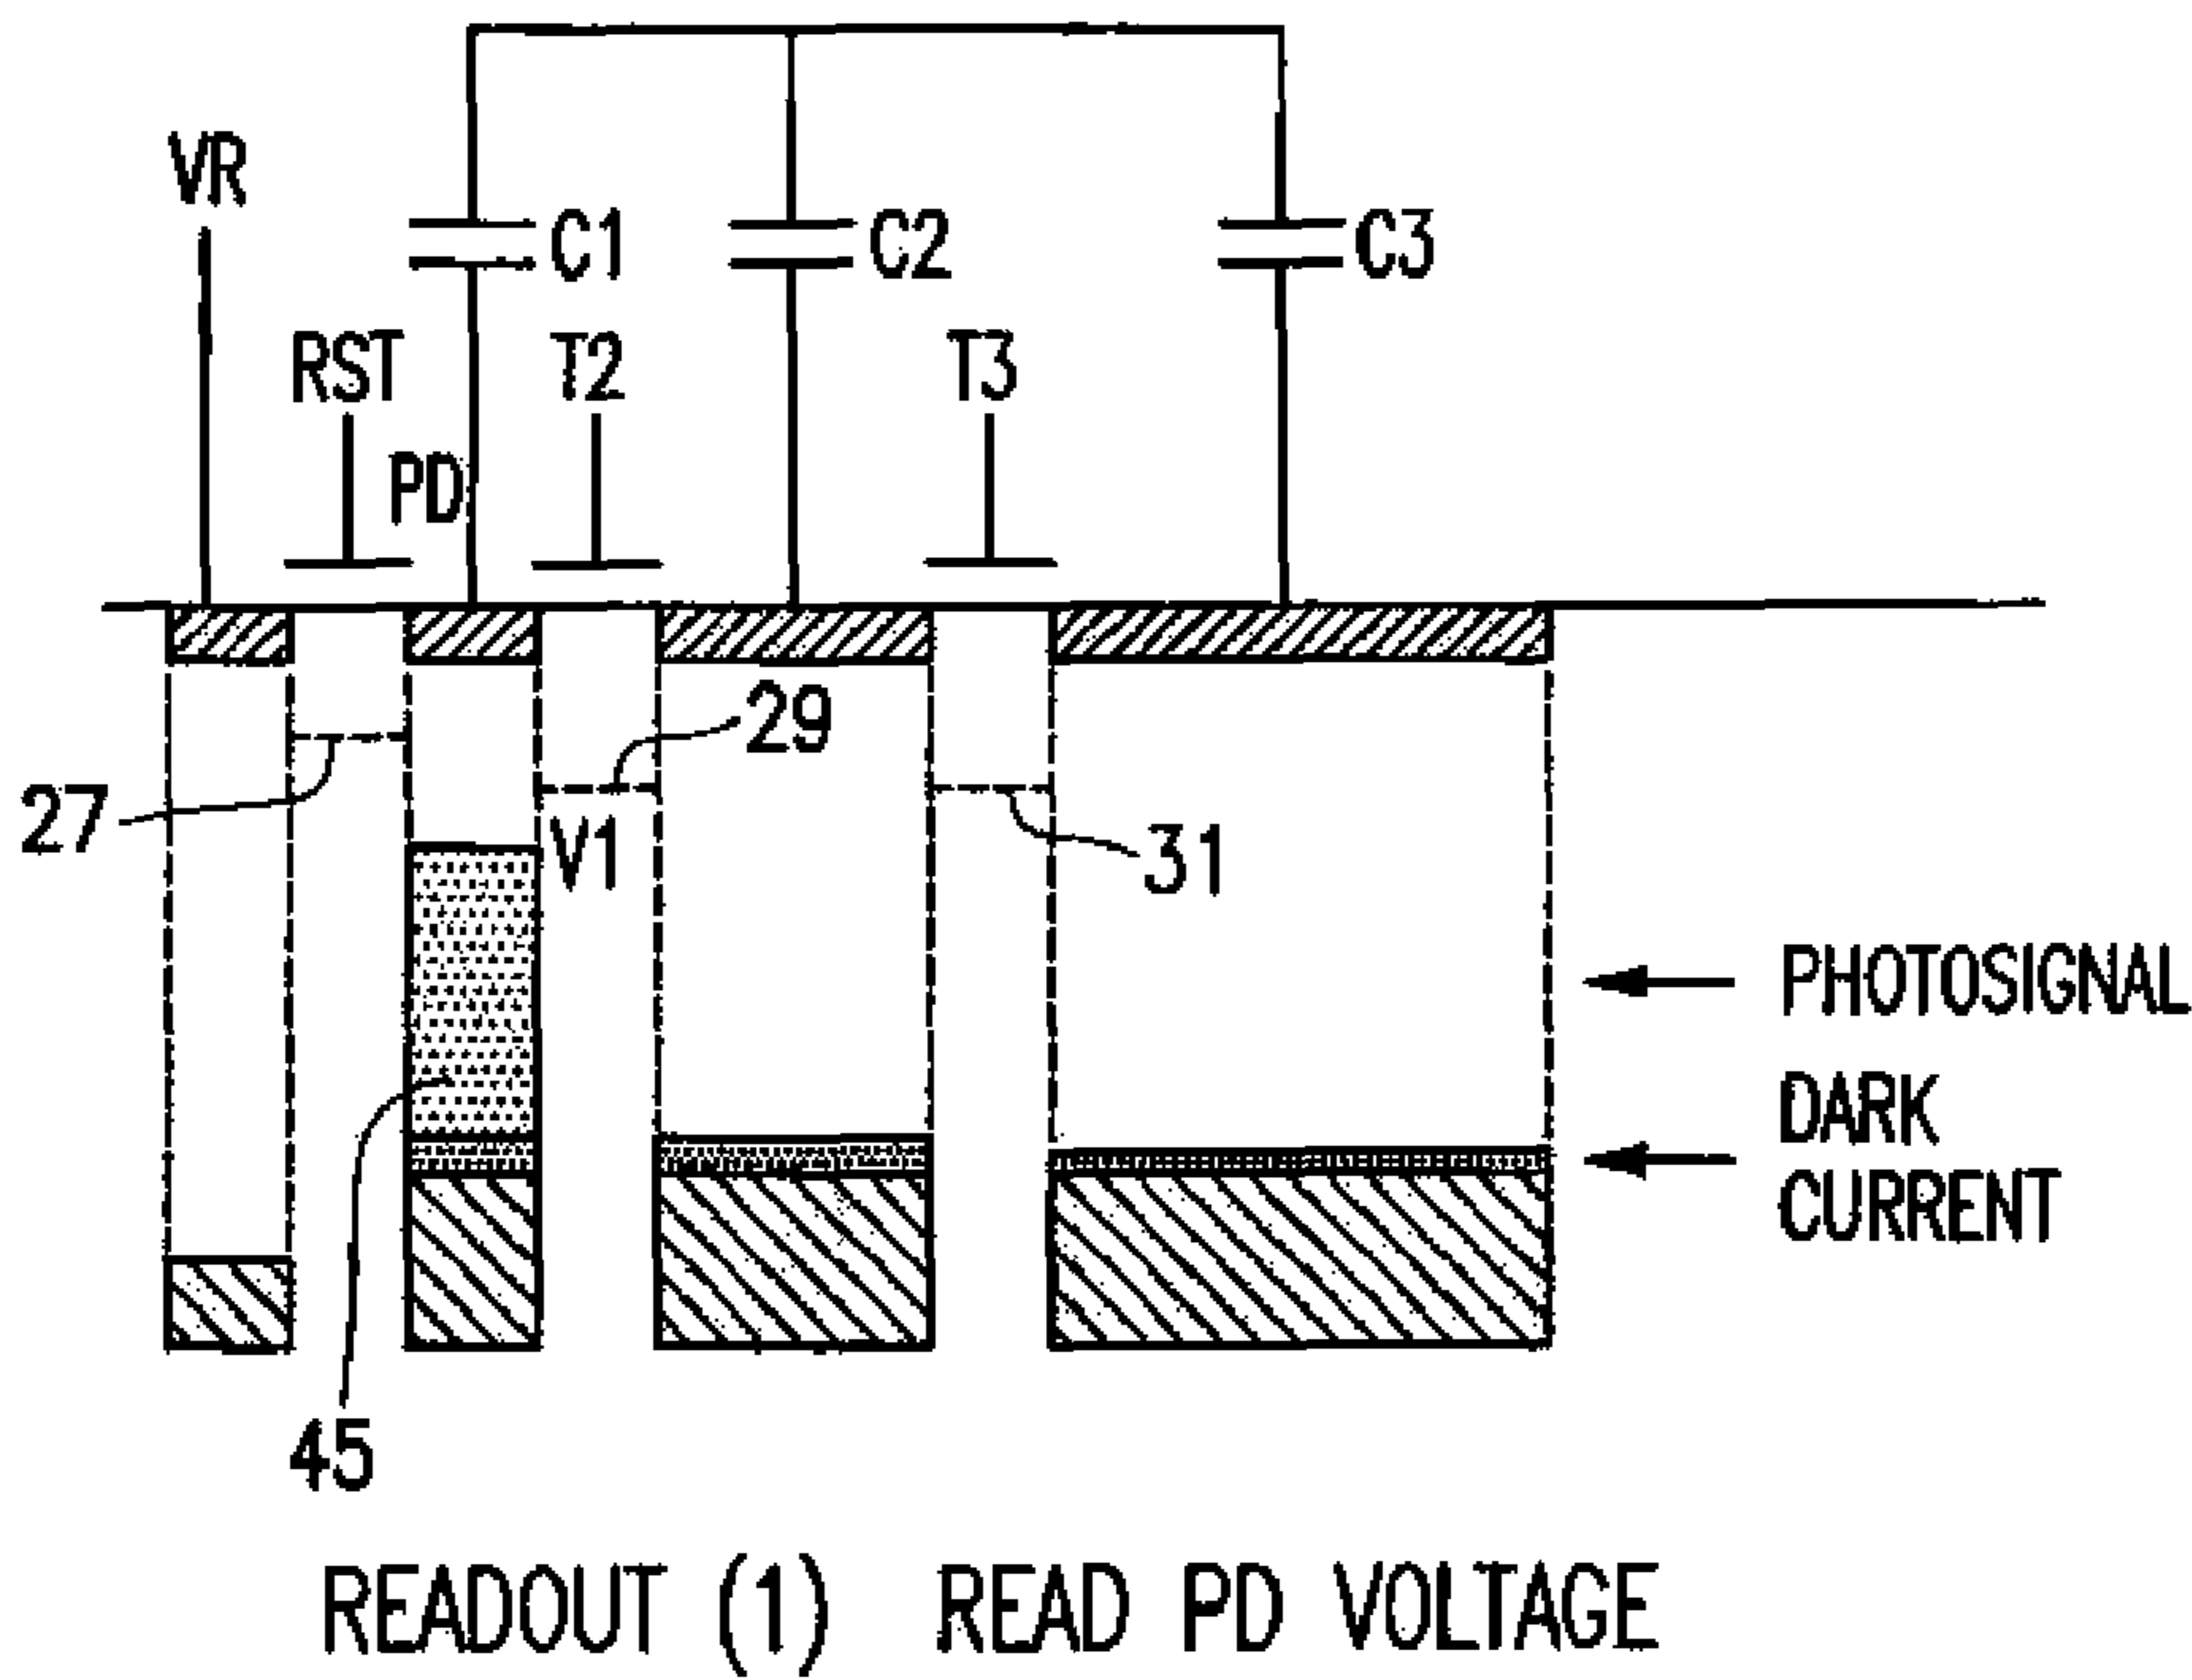 VR
C1
C2
C3
RST
T2
T3
PD
29
27
V1
31
PHOTOSIGNAL
DARK
CURRENT
45
READOUT (1) READ PD VOLTAGE